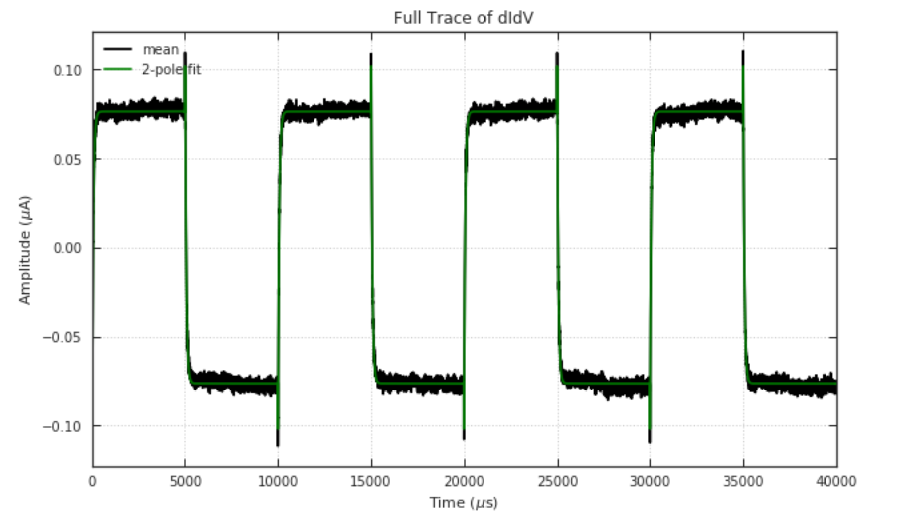 Full Trace of dIdV
mean
2-pole fit
0.10
0.05
0.00
−0.05
−0.10
Amplitude (μA)
0 5000 10000 15000 20000 25000 30000 35000 40000
Time (μs)